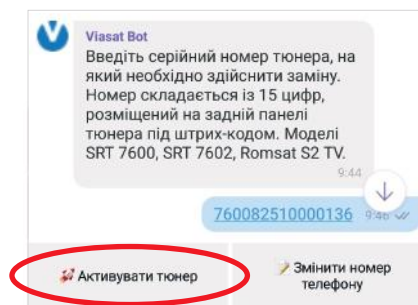 Viasat Bot
Введіть серійний номер тюнера, на
який необхідно здійснити заміну.
Номер складається із 15 цифр,
розміщений на задній панелі
тюнера під штрих-кодом. Моделі
SRT 7600, SRT 7602, Romsat S2 TV.
9:44
760082510000136 9:46
Активувати тюнер
Змінити номер
телефону